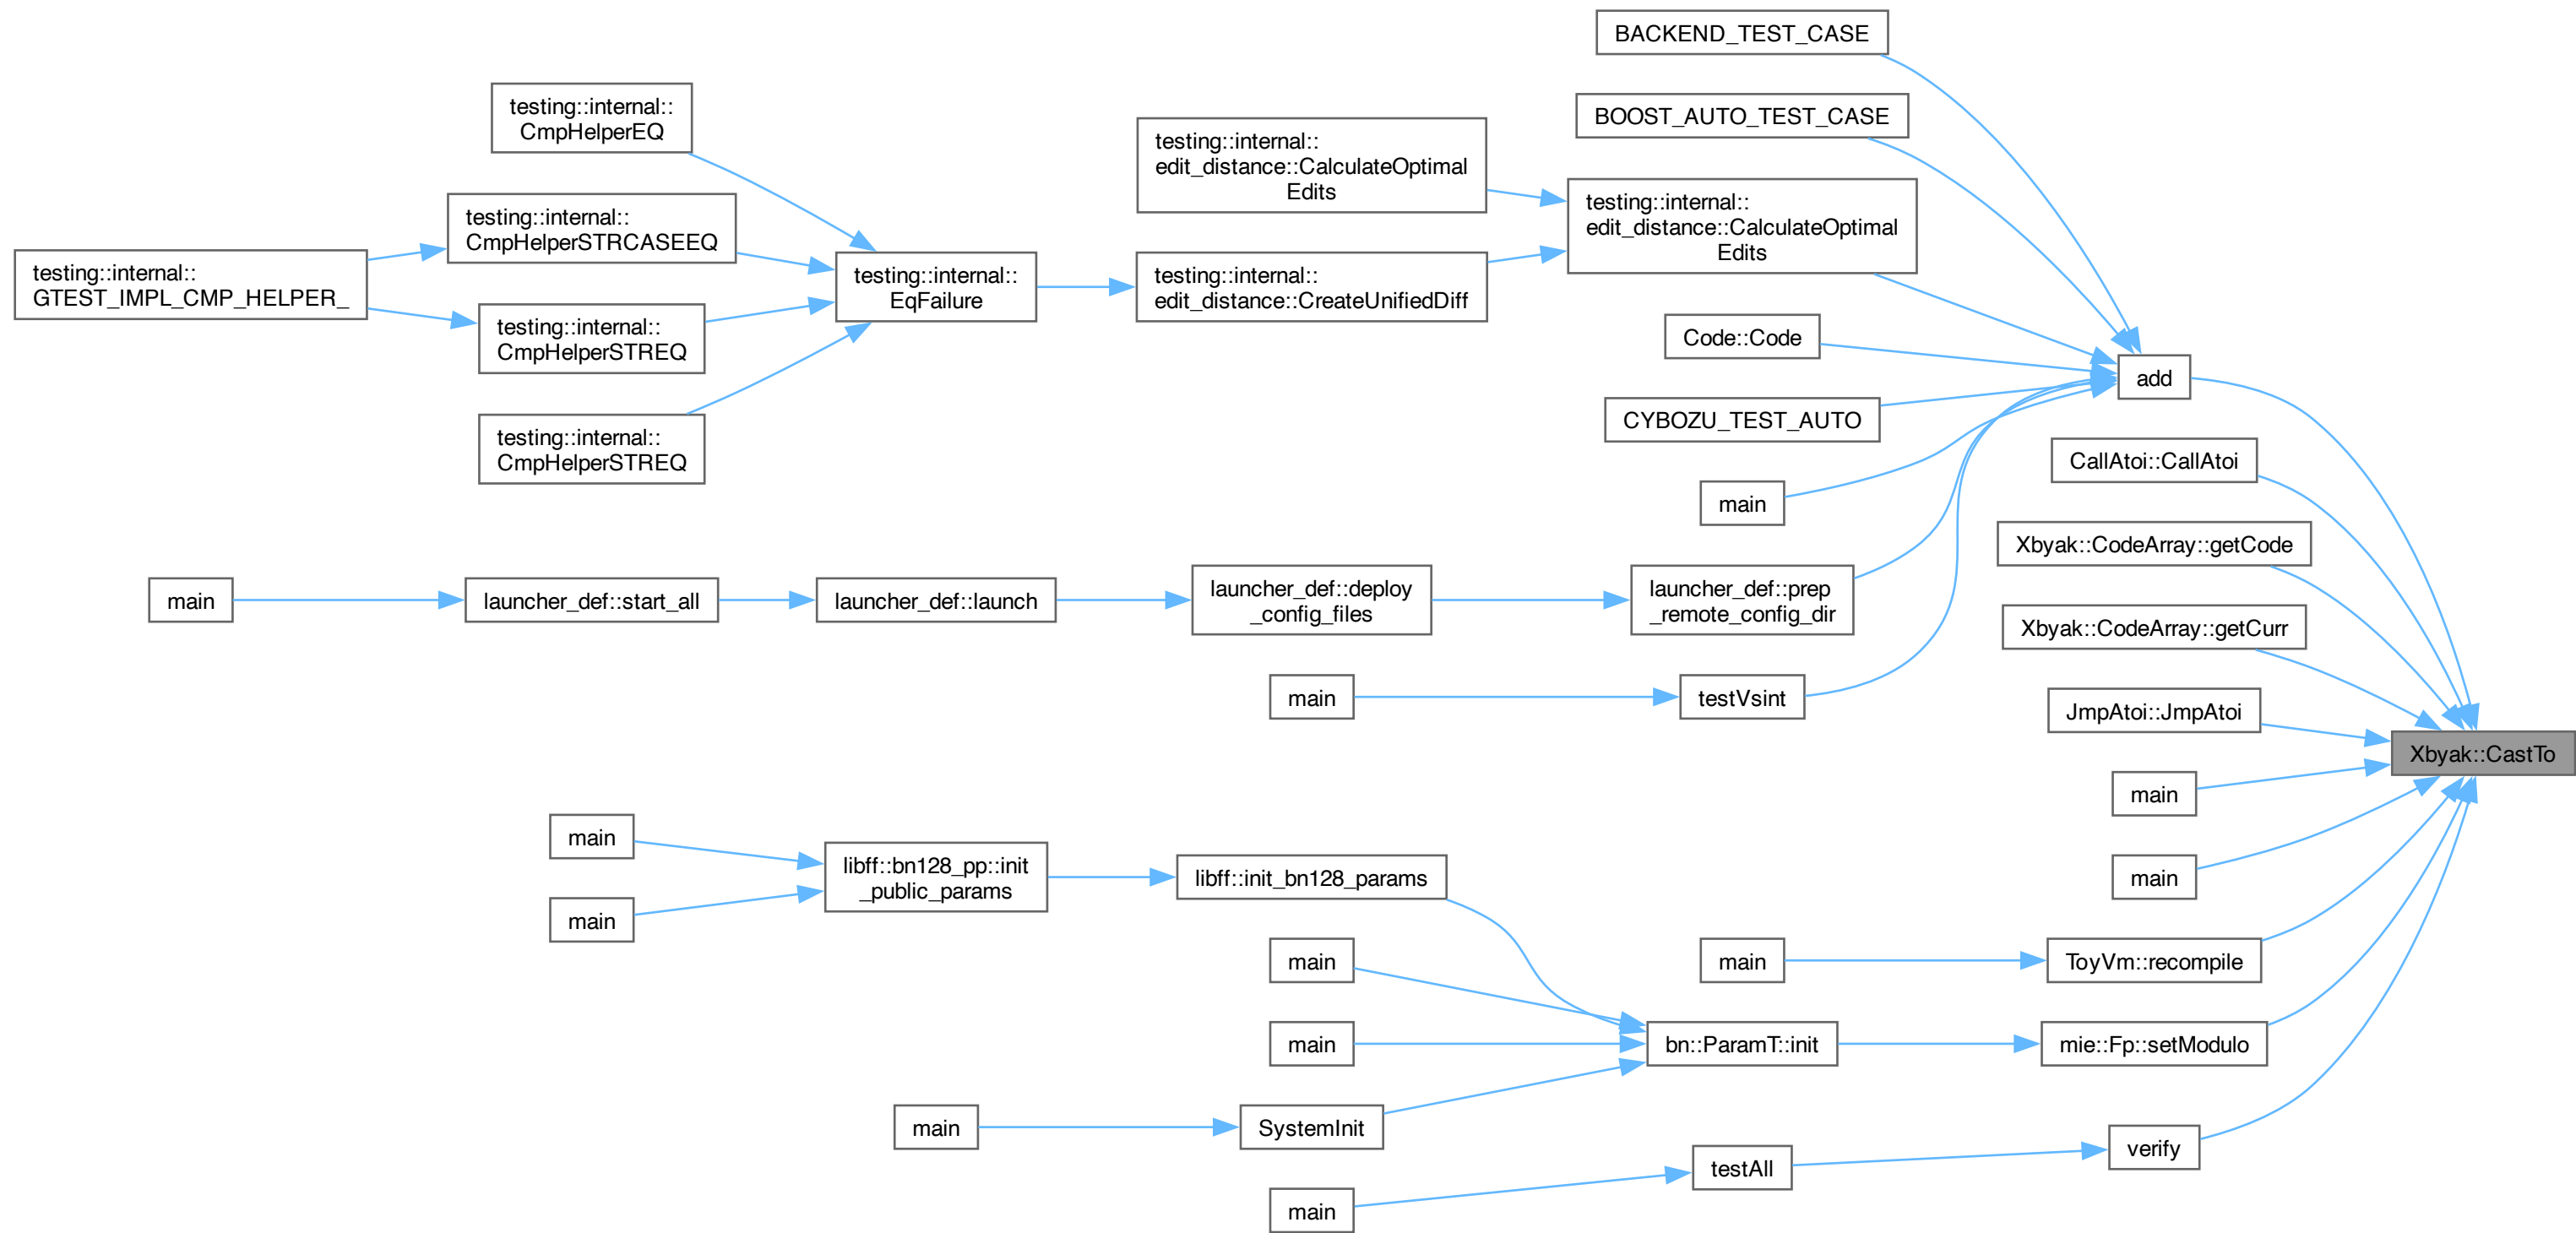 BACKEND_TEST_CASE
testing::internal::
CmpHelperEQ
BOOST_AUTO_TEST_CASE
testing::internal::
edit_distance::CalculateOptimal
Edits
testing::internal::
CmpHelperSTRCASEEQ
testing::internal::
edit_distance::CalculateOptimal
Edits
testing::internal::
GTEST_IMPL_CMP_HELPER_
testing::internal::
EqFailure
testing::internal::
edit_distance::CreateUnifiedDiff
testing::internal::
CmpHelperSTREQ
Code::Code
add
CYBOZU_TEST_AUTO
testing::internal::
CmpHelperSTREQ
CallAtoi::CallAtoi
main
Xbyak::CodeArray::getCode
main
launcher_def::start_all
launcher_def::launch
launcher_def::deploy
_config_files
launcher_def::prep
_remote_config_dir
Xbyak::CodeArray::getCurr
main
testVsint
JmpAtoi::JmpAtoi
Xbyak::CastTo
main
main
libff::bn128_pp::init
_public_params
libff::init_bn128_params
main
main
main
main
ToyVm::recompile
main
bn::ParamT::init
mie::Fp::setModulo
main
SystemInit
verify
testAll
main